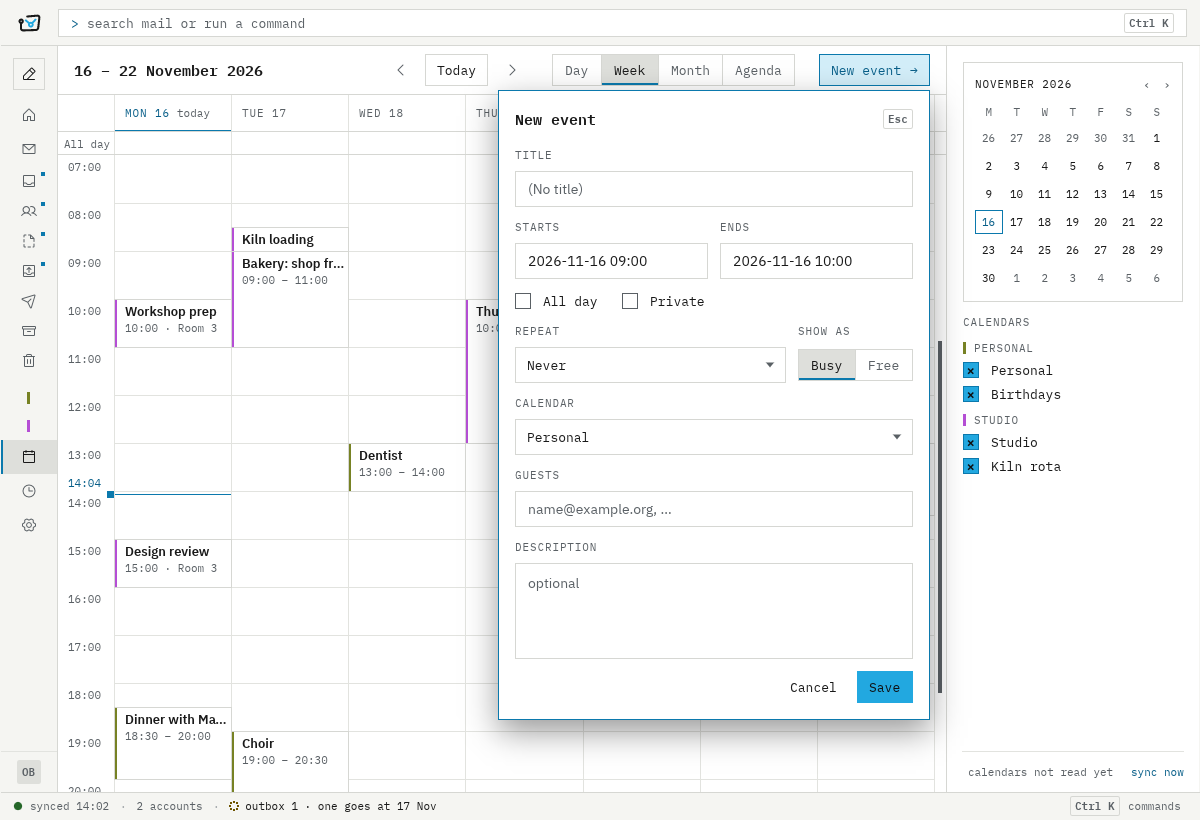 > search mail or run a command Ctrl K
16 – 22 November 2026 Today Day Week Month Agenda New event →
MON 16 today TUE 17 WED 18 THU
All day
07:00
08:00
09:00
10:00
11:00
12:00
13:00
14:04
14:00
15:00
16:00
17:00
18:00
19:00
20:00
Workshop prep
10:00 · Room 3
Design review
15:00 · Room 3
Dinner with Ma…
18:30 – 20:00
Kiln loading
Bakery: shop fr…
09:00 – 11:00
Choir
19:00 – 20:30
Dentist
13:00 – 14:00
Thu
10:0
New event Esc
TITLE
(No title)
STARTS ENDS
2026-11-16 09:00 2026-11-16 10:00
All day Private
REPEAT SHOW AS
Never Busy Free
CALENDAR
Personal
GUESTS
name@example.org, …
DESCRIPTION
optional
Cancel Save
NOVEMBER 2026 ‹ ›
M T W T F S S
26 27 28 29 30 31 1
2 3 4 5 6 7 8
9 10 11 12 13 14 15
16 17 18 19 20 21 22
23 24 25 26 27 28 29
30 1 2 3 4 5 6
CALENDARS
PERSONAL
Personal
Birthdays
STUDIO
Studio
Kiln rota
calendars not read yet sync now
OB
synced 14:02 · 2 accounts · outbox 1 · one goes at 17 Nov Ctrl K commands